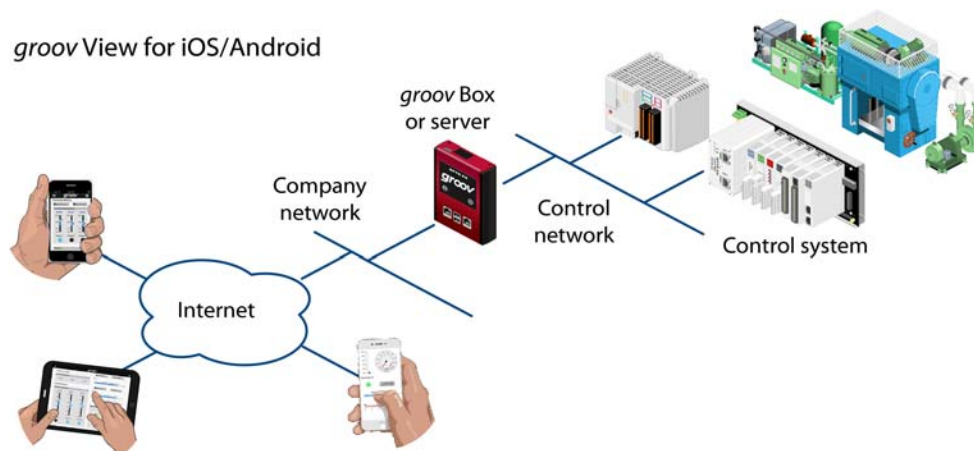 groov View for iOS/Android
groov Box
or server
Company
network
groov
Control
network
Control system
Internet